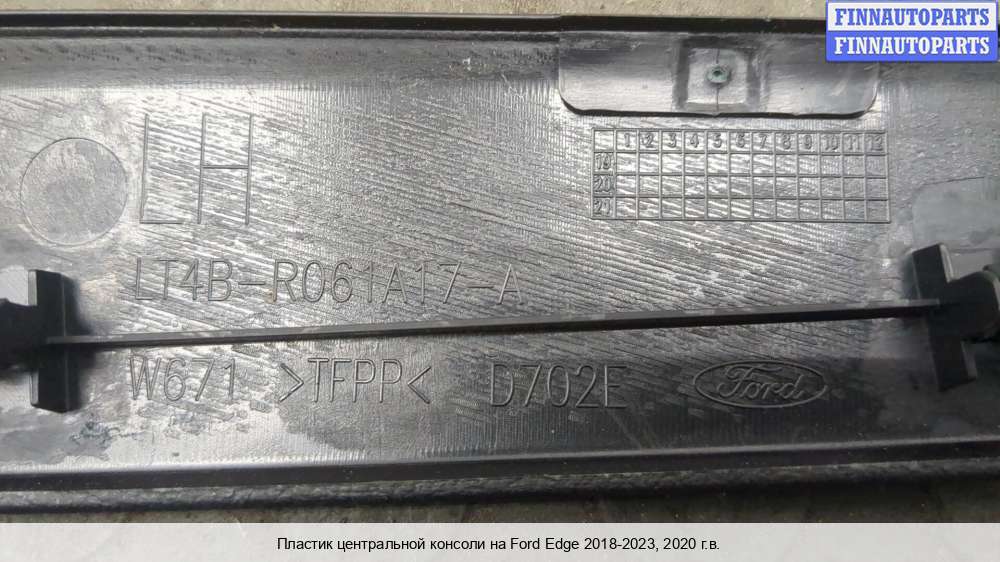 FINNAUTOPARTS
FINNAUTOPARTS
LH
1 2 3 4 5 6 7 8 9 10 11 12
19
20
21
LT4B-R061A17-A
W671 >TFPP< D702E Ford
Пластик центральной консоли на Ford Edge 2018-2023, 2020 г.в.